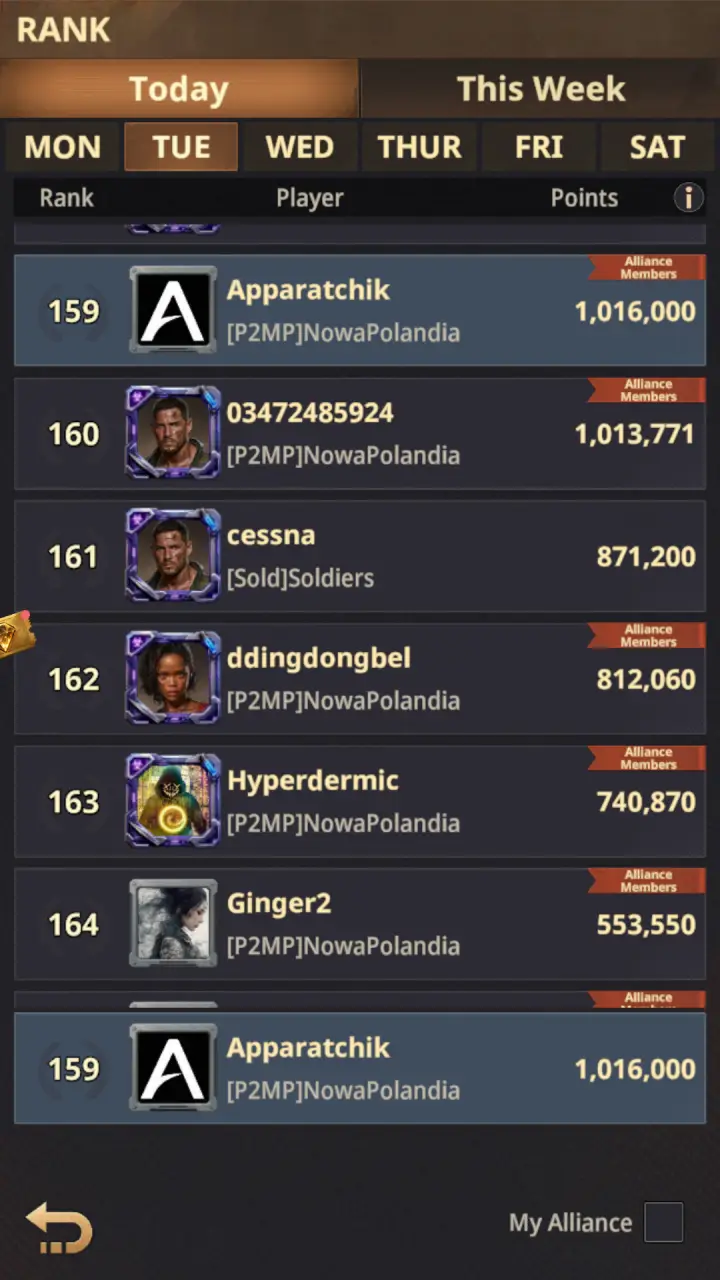 RANK
Today
This Week
MON
TUE
WED
THUR
FRI
SAT
Rank
Player
Points
i
Alliance
Members
159
Apparatchik
[P2MP]NowaPolandia
1,016,000
Alliance
Members
160
03472485924
[P2MP]NowaPolandia
1,013,771
161
cessna
[Sold]Soldiers
871,200
Alliance
Members
162
ddingdongbel
[P2MP]NowaPolandia
812,060
Alliance
Members
163
Hyperdermic
[P2MP]NowaPolandia
740,870
Alliance
Members
164
Ginger2
[P2MP]NowaPolandia
553,550
Alliance
159
Apparatchik
[P2MP]NowaPolandia
1,016,000
My Alliance